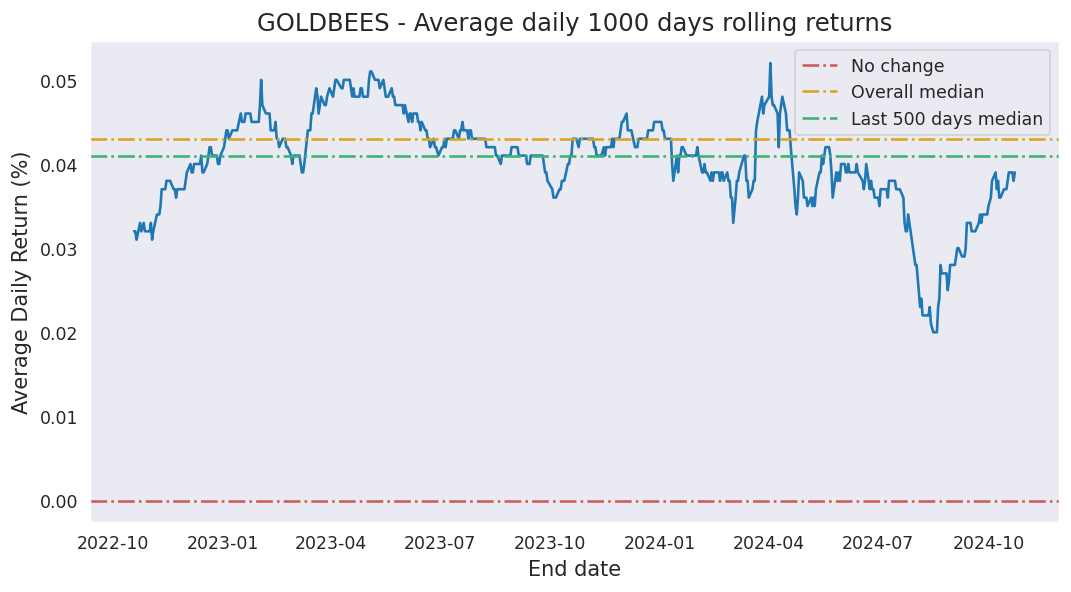 GOLDBEES - Average daily 1000 days rolling returns
No change
Overall median
Last 500 days median
Average Daily Return (%)
0.05
0.04
0.03
0.02
0.01
0.00
2022-10 2023-01 2023-04 2023-07 2023-10 2024-01 2024-04 2024-07 2024-10
End date